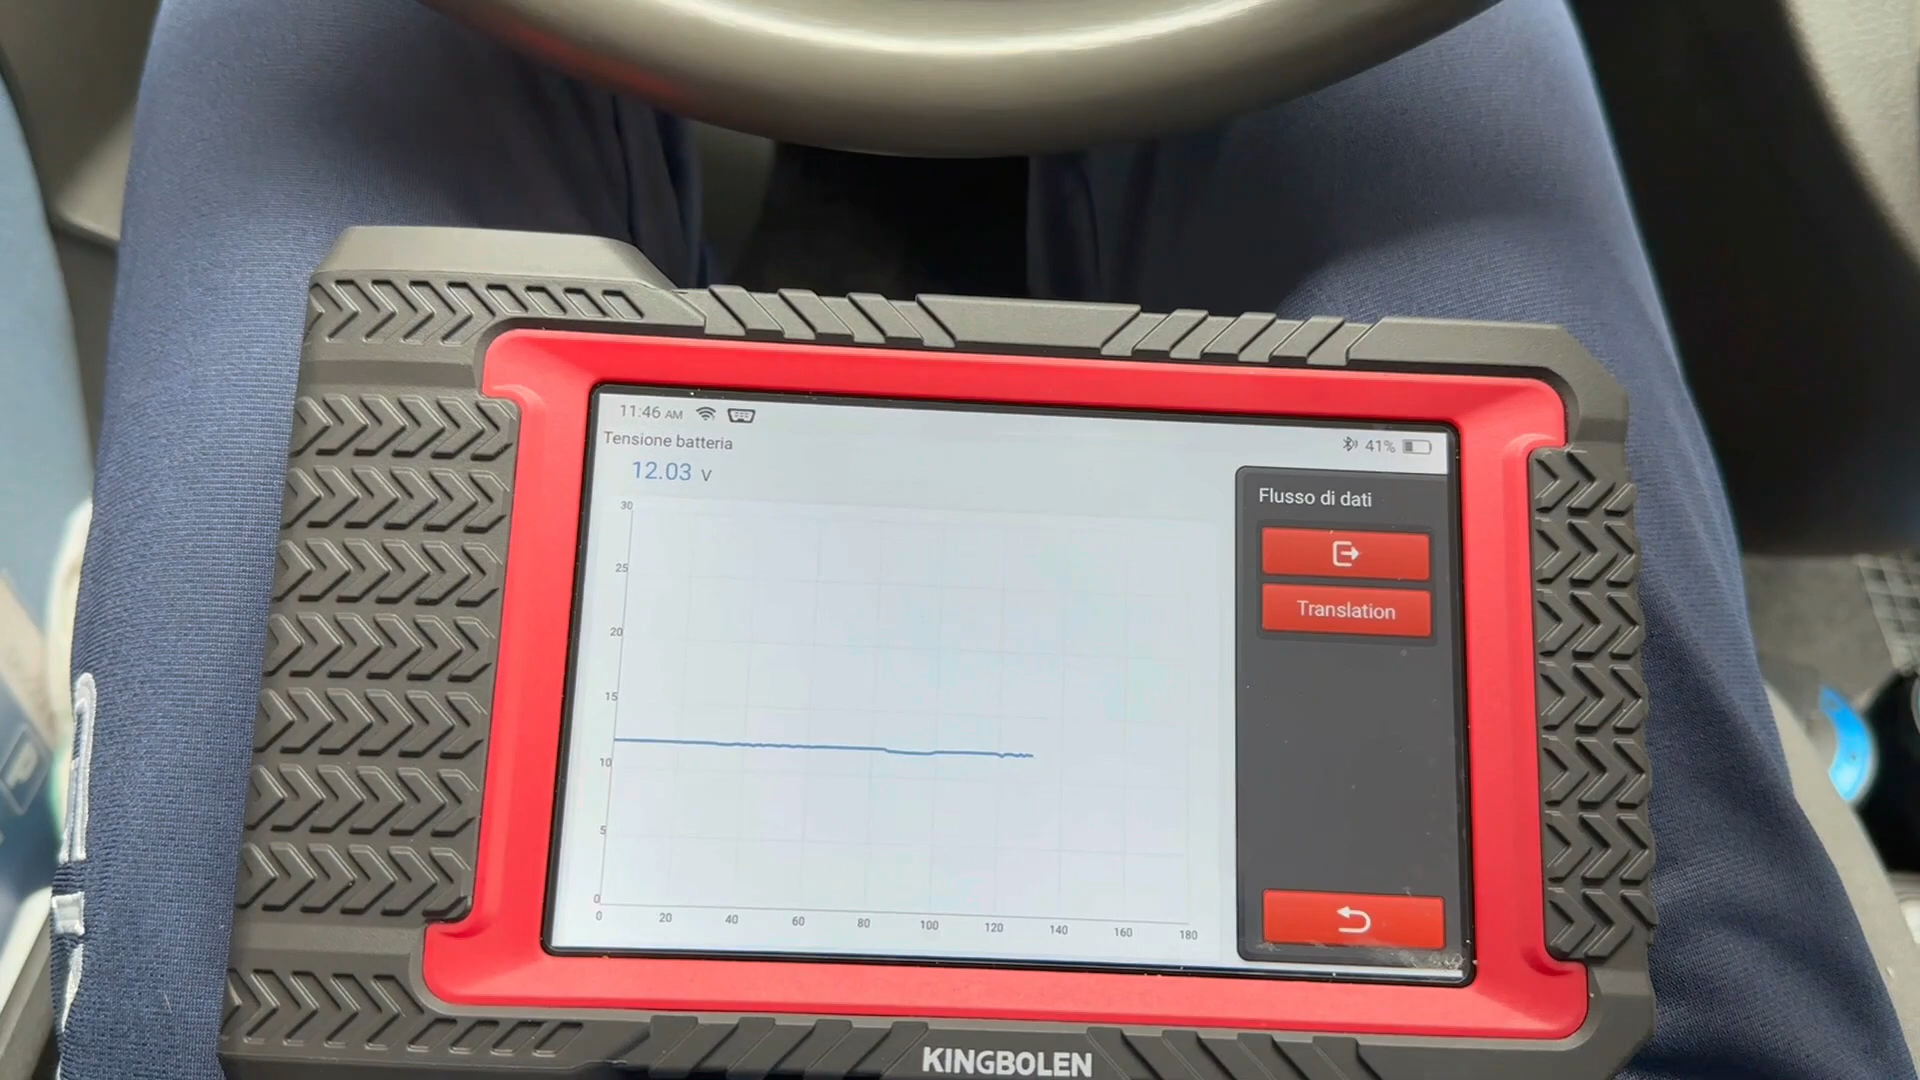 11:46 AM
41%
Tensione batteria
12.03 V
Flusso di dati
Translation
30
25
20
15
10
5
0
0 20 40 60 80 100 120 140 160 180
KINGBOLEN
P